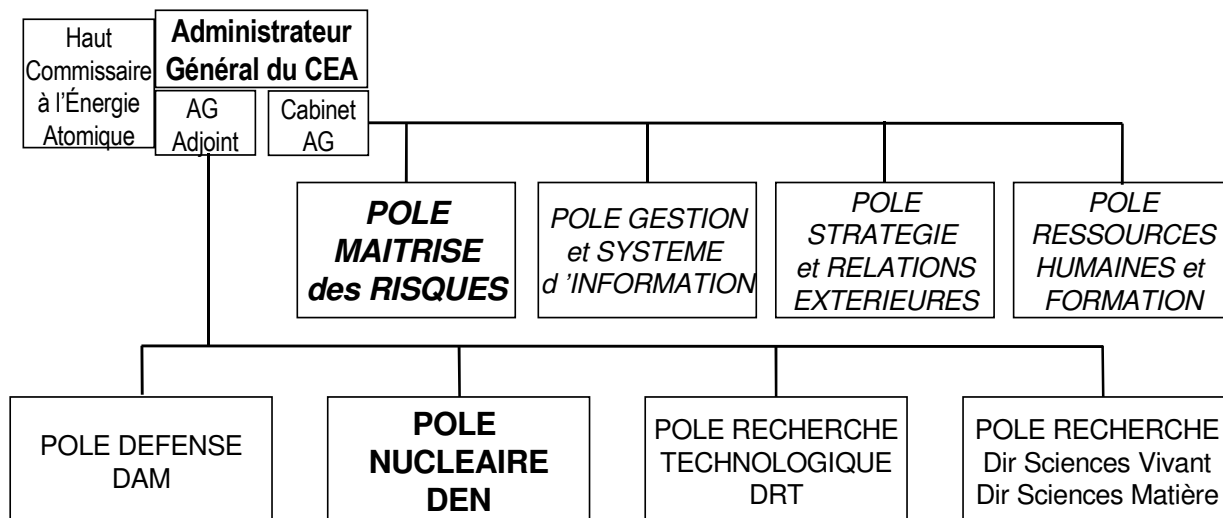 Haut
Commissaire
à l'Énergie
Atomique
Administrateur
Général du CEA
AG
Adjoint
Cabinet
AG
POLE
MAITRISE
des RISQUES
POLE GESTION
et SYSTEME
d 'INFORMATION
POLE
STRATEGIE
et RELATIONS
EXTERIEURES
POLE
RESSOURCES
HUMAINES et
FORMATION
POLE DEFENSE
DAM
POLE
NUCLEAIRE
DEN
POLE RECHERCHE
TECHNOLOGIQUE
DRT
POLE RECHERCHE
Dir Sciences Vivant
Dir Sciences Matière